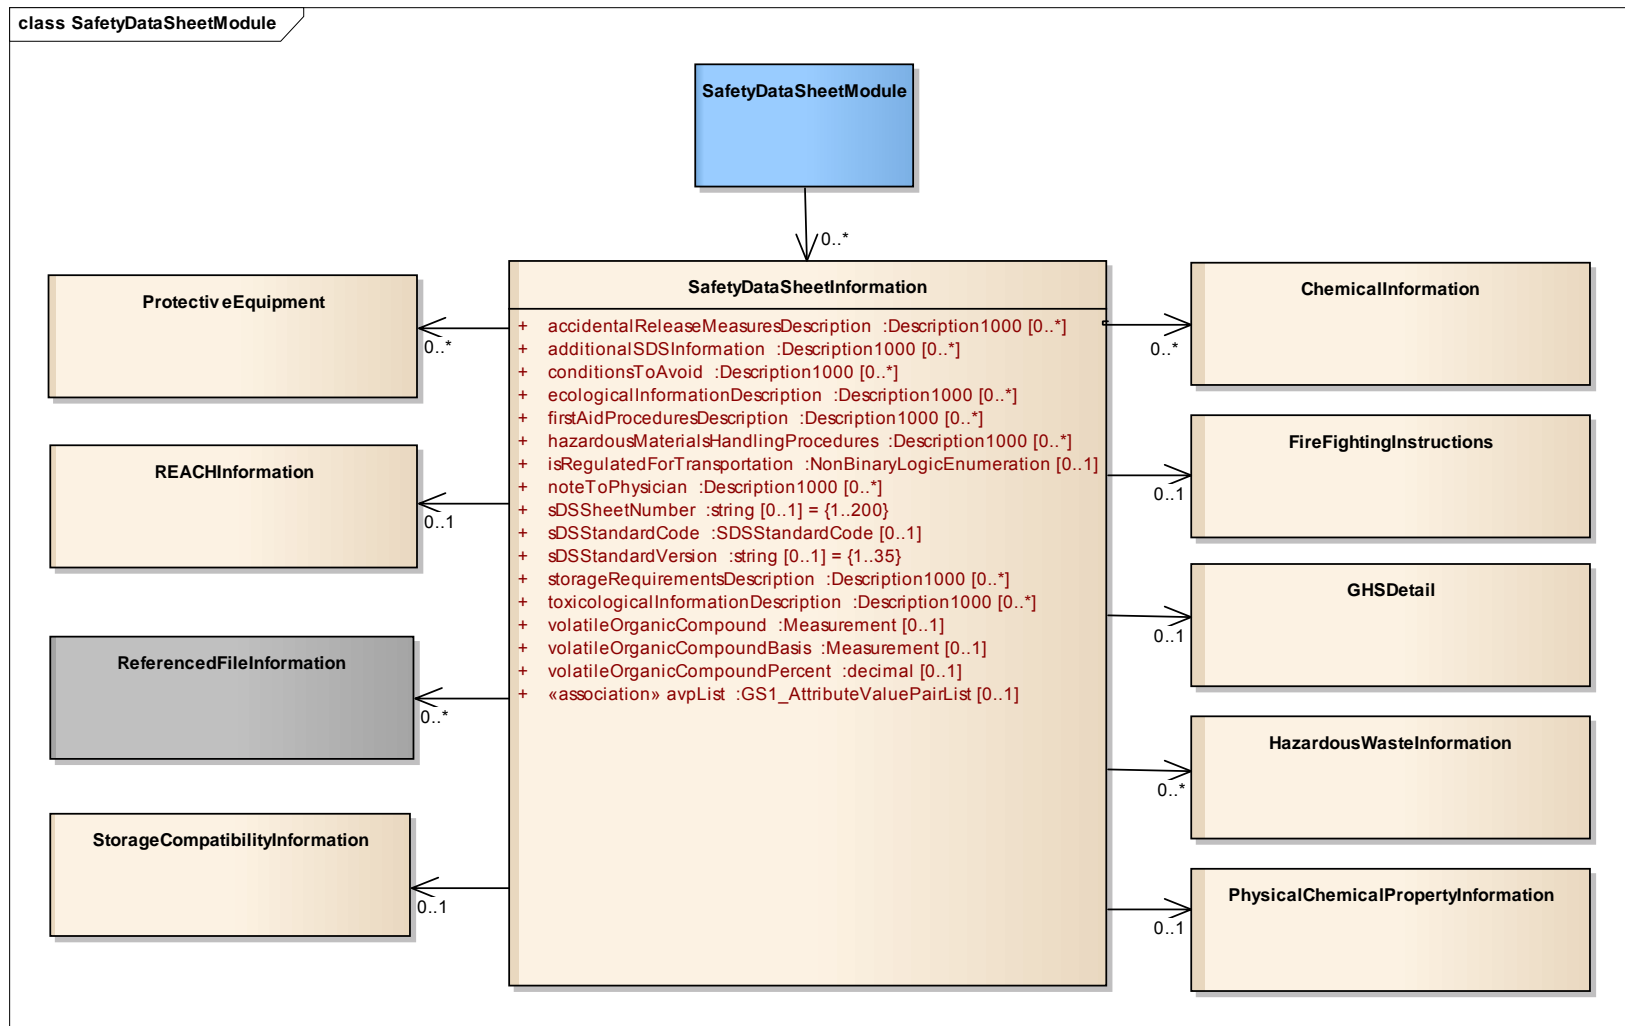 class SafetyDataSheetModule
SafetyDataSheetModule
0..*
SafetyDataSheetInformation
+ accidentalReleaseMeasuresDescription :Description1000 [0..*]
+ additionalSDSInformation :Description1000 [0..*]
+ conditionsToAvoid :Description1000 [0..*]
+ ecologicalInformationDescription :Description1000 [0..*]
+ firstAidProceduresDescription :Description1000 [0..*]
+ hazardousMaterialsHandlingProcedures :Description1000 [0..*]
+ isRegulatedForTransportation :NonBinaryLogicEnumeration [0..1]
+ noteToPhysician :Description1000 [0..*]
+ sDSSheetNumber :string [0..1] = {1..200}
+ sDSStandardCode :SDSStandardCode [0..1]
+ sDSStandardVersion :string [0..1] = {1..35}
+ storageRequirementsDescription :Description1000 [0..*]
+ toxicologicalInformationDescription :Description1000 [0..*]
+ volatileOrganicCompound :Measurement [0..1]
+ volatileOrganicCompoundBasis :Measurement [0..1]
+ volatileOrganicCompoundPercent :decimal [0..1]
+ «association» avpList :GS1_AttributeValuePairList [0..1]
ProtectiveEquipment
0..*
REACHInformation
0..1
ReferencedFileInformation
0..*
StorageCompatibilityInformation
0..1
ChemicalInformation
0..*
FireFightingInstructions
0..1
GHSDetail
0..1
HazardousWasteInformation
0..*
PhysicalChemicalPropertyInformation
0..1